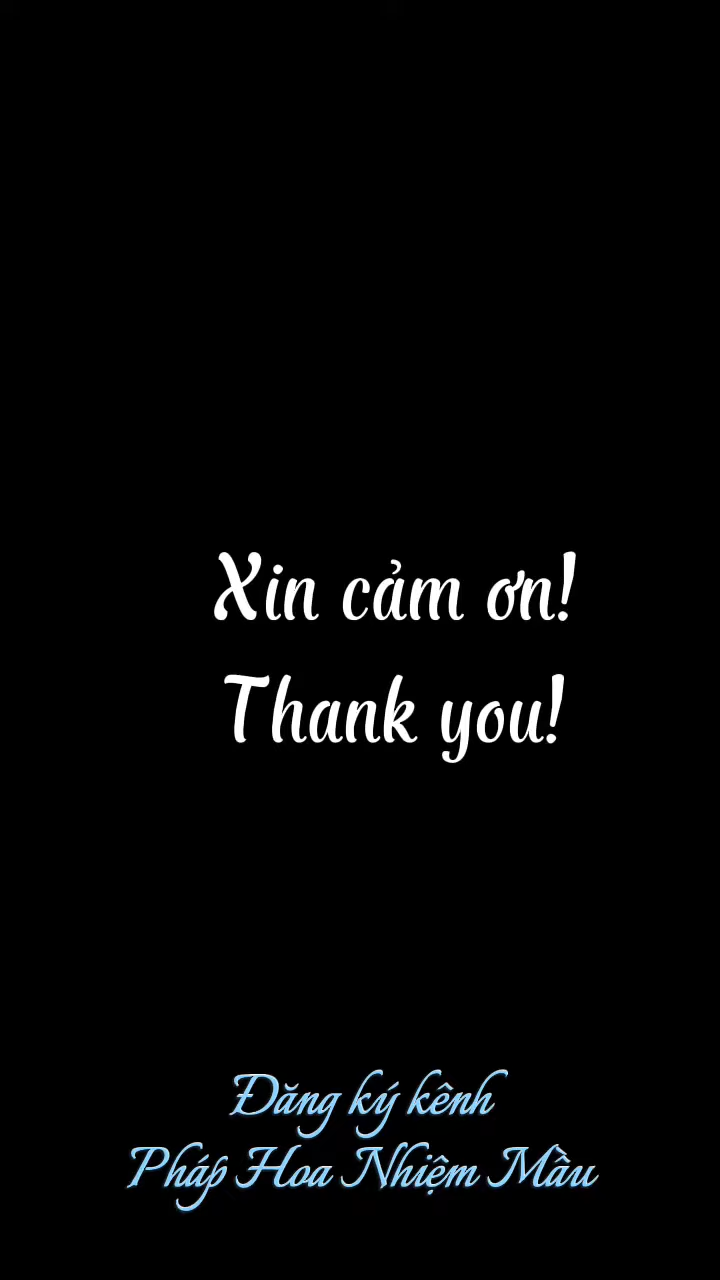 Xin cảm ơn!
Thank you!
Đăng ký kênh
Pháp Hoa Nhiệm Mầu